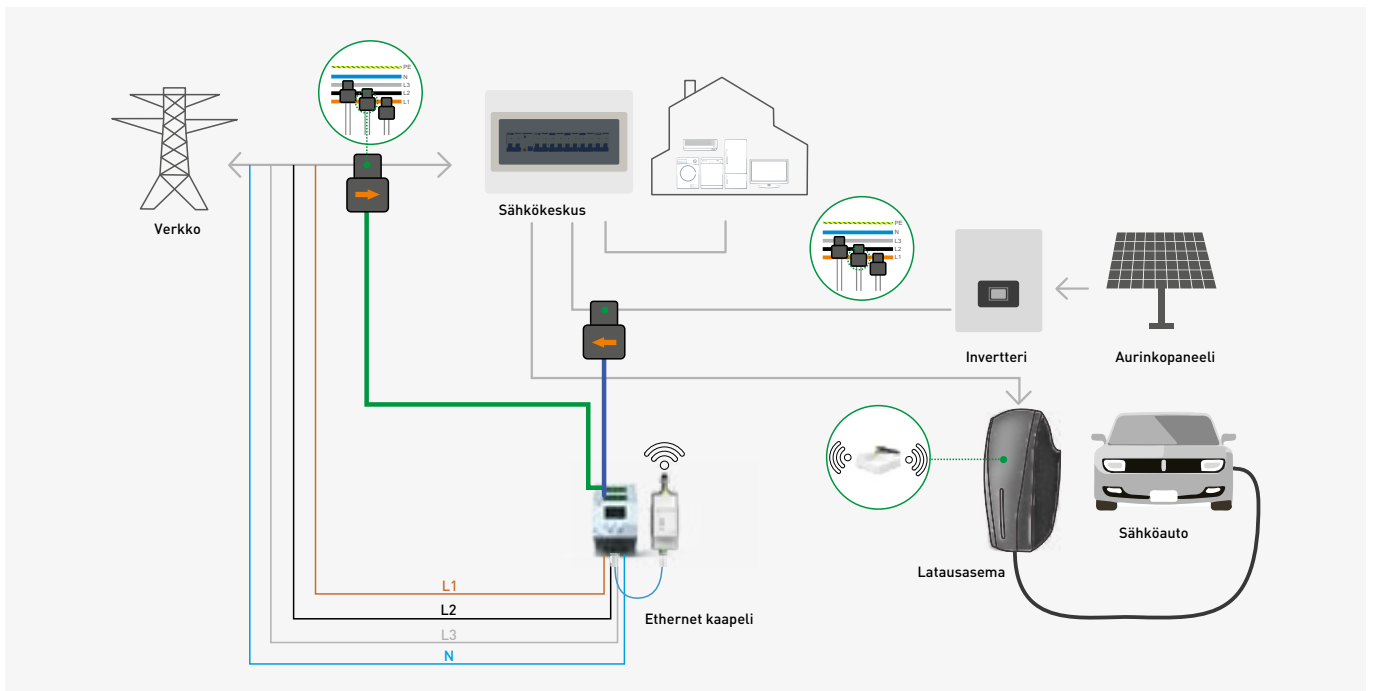 PE
N
L3
L2
L1
Verkko
Sähkökeskus
PE
N
L3
L2
L1
Invertteri
Aurinkopaneeli
Sähköauto
Latausasema
Ethernet kaapeli
L1
L2
L3
N